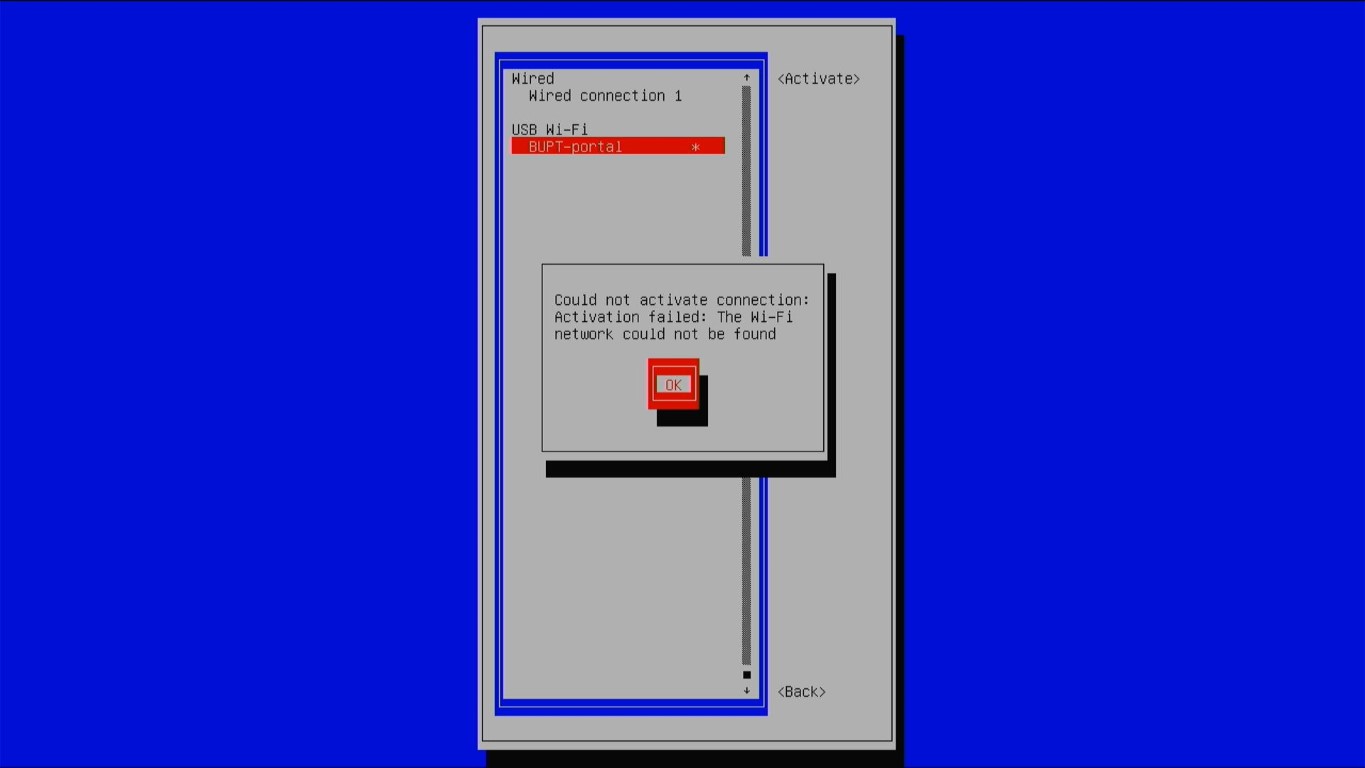 Wired
<Activate>
Wired connection 1
USB Wi-Fi
BUPT-portal *
Could not activate connection:
Activation failed: The Wi-Fi
network could not be found
OK
<Back>